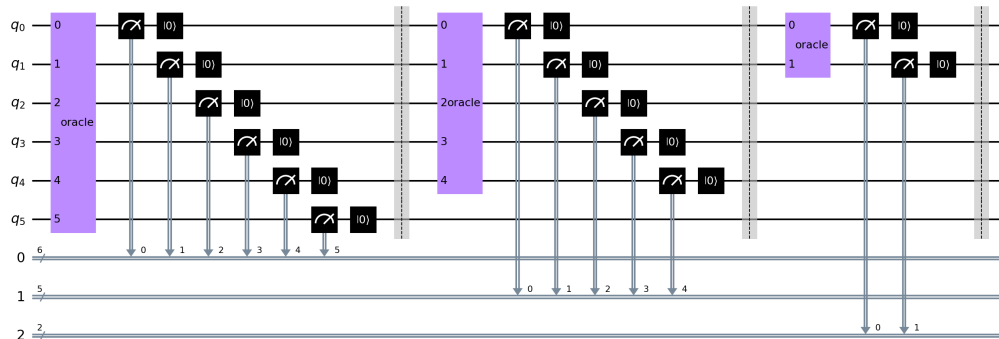 q0 0 |0⟩ 0 |0⟩ 0 |0⟩
q1 1 |0⟩ 1 |0⟩ oracle 1 |0⟩
q2 2 |0⟩ 2oracle |0⟩
oracle
q3 3 |0⟩ 3 |0⟩
q4 4 |0⟩ 4 |0⟩
q5 5 |0⟩
0 6 0 1 2 3 4 5
1 5 0 1 2 3 4
2 2 0 1